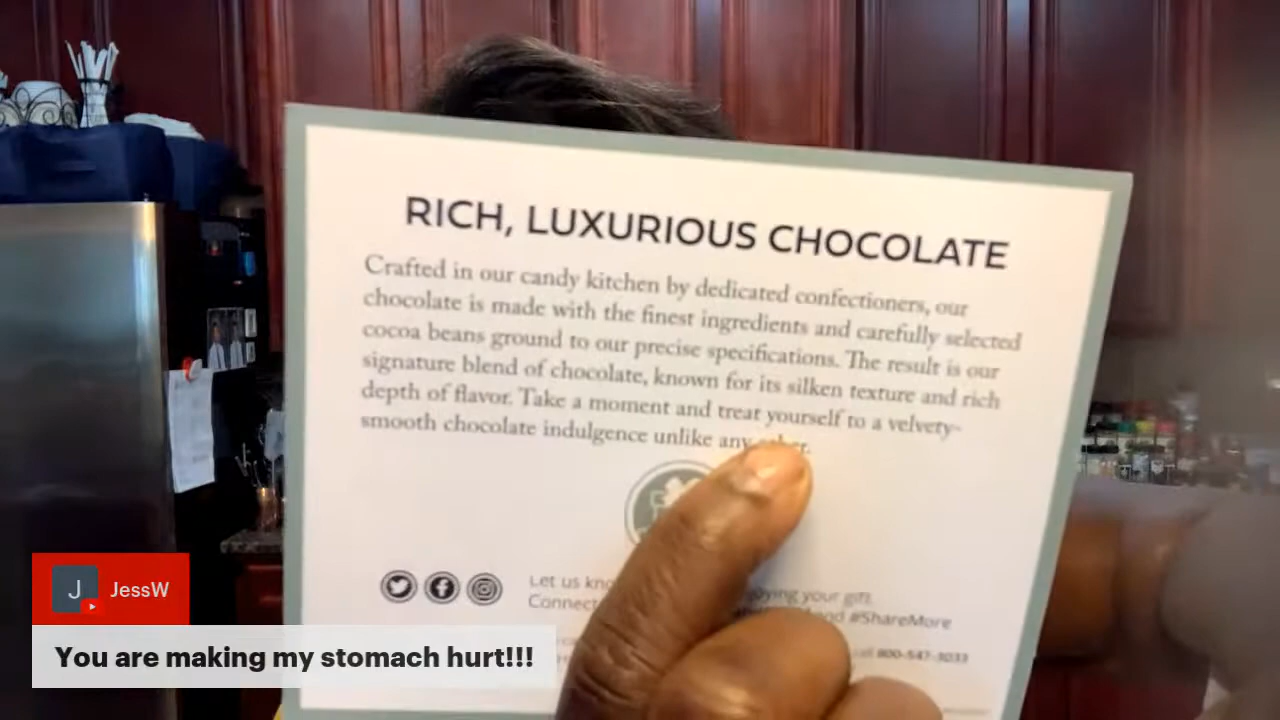 RICH, LUXURIOUS CHOCOLATE
Crafted in our candy kitchen by dedicated confectioners, our
chocolate is made with the finest ingredients and carefully selected
cocoa beans ground to our precise specifications. The result is our
signature blend of chocolate, known for its silken texture and rich
depth of flavor. Take a moment and treat yourself to a velvety-
smooth chocolate indulgence unlike any
Let us your gift.
Connect #ShareMore
call 800-547-3033
J JessW
You are making my stomach hurt!!!